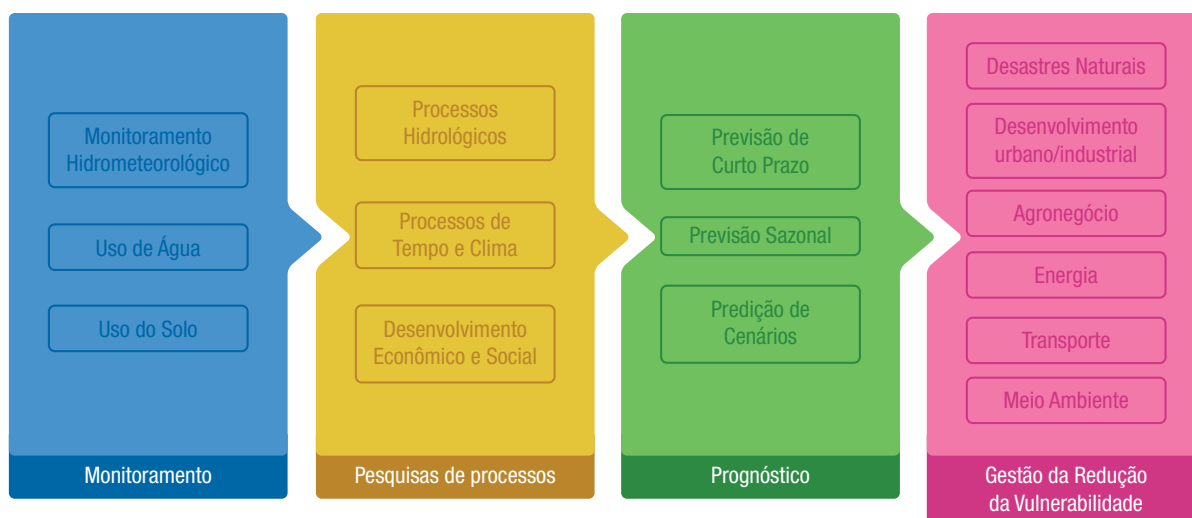 Monitoramento
Hidrometeorológico
Uso de Água
Uso do Solo
Monitoramento
Processos
Hidrológicos
Processos de
Tempo e Clima
Desenvolvimento
Econômico e Social
Pesquisas de processos
Previsão de
Curto Prazo
Previsão Sazonal
Predição de
Cenários
Prognóstico
Desastres Naturais
Desenvolvimento
urbano/industrial
Agronegócio
Energia
Transporte
Meio Ambiente
Gestão da Redução
da Vulnerabilidade